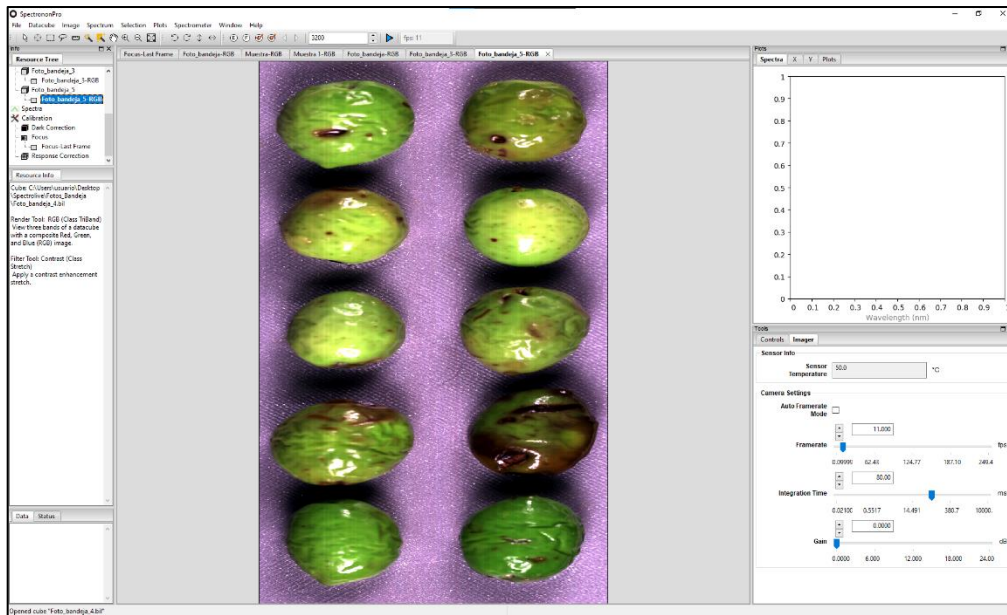 SpectrononPro
File Datacube Image Spectrum Selection Plots Spectrometer Window Help
3200 fps: 11
Info
Resource Tree
Foto_bandeja_3
Foto_bandeja_3-RGB
Foto_bandeja_5
Foto_bandeja_5-RGB
Spectra
Calibration
Dark Correction
Focus
Focus-Last Frame
Response Correction
Resource Info
Cube: C:\Users\usuario\Desktop
\Spectrolive\Fotos_Bandeja
\Foto_bandeja_4.bil
Render Tool: RGB (Class TriBand)
View three bands of a datacube
with a composite Red, Green,
and Blue (RGB) image.
Filter Tool: Contrast (Class
Stretch)
Apply a contrast enhancement
stretch.
Data Status
Focus-Last Frame Foto_bandeja-RGB Muestra-RGB Muestra 1-RGB Foto_bandeja-RGB Foto_bandeja_3-RGB Foto_bandeja_5-RGB
Plots
Spectra X Y Plots
1
0.9
0.8
0.7
0.6
0.5
0.4
0.3
0.2
0.1
0
0 0.1 0.2 0.3 0.4 0.5 0.6 0.7 0.8 0.9 1
Wavelength (nm)
Tools
Controls Imager
Sensor Info
Sensor Temperature 50.0 °C
Camera Settings
Auto Framerate Mode
11.000
Framerate fps
0.09999 62.43 124.77 187.10 249.4
80.00
Integration Time ms
0.02100 0.5517 14.491 380.7 10000.
0.0000
Gain dB
0.0000 6.000 12.000 18.000 24.00
Opened cube "Foto_bandeja_4.bil"